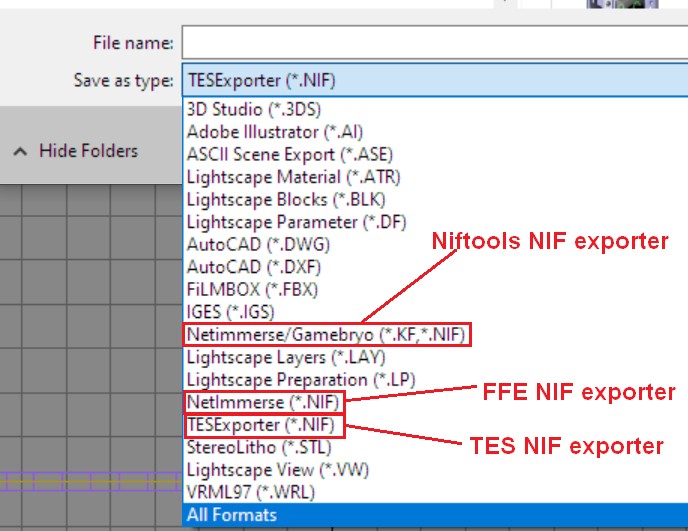 File name:
Save as type: TESExporter (*.NIF)
3D Studio (*.3DS)
Adobe Illustrator (*.AI)
Hide Folders
ASCII Scene Export (*.ASE)
Lightscape Material (*.ATR)
Lightscape Blocks (*.BLK)
Lightscape Parameter (*.DF)
AutoCAD (*.DWG)
Niftools NIF exporter
AutoCAD (*.DXF)
FiLMBOX (*.FBX)
IGES (*.IGS)
Netimmerse/Gamebryo (*.KF,*.NIF)
Lightscape Layers (*.LAY)
Lightscape Preparation (*.LP)
NetImmerse (*.NIF)
FFE NIF exporter
TESExporter (*.NIF)
TES NIF exporter
StereoLitho (*.STL)
Lightscape View (*.VW)
VRML97 (*.WRL)
All Formats